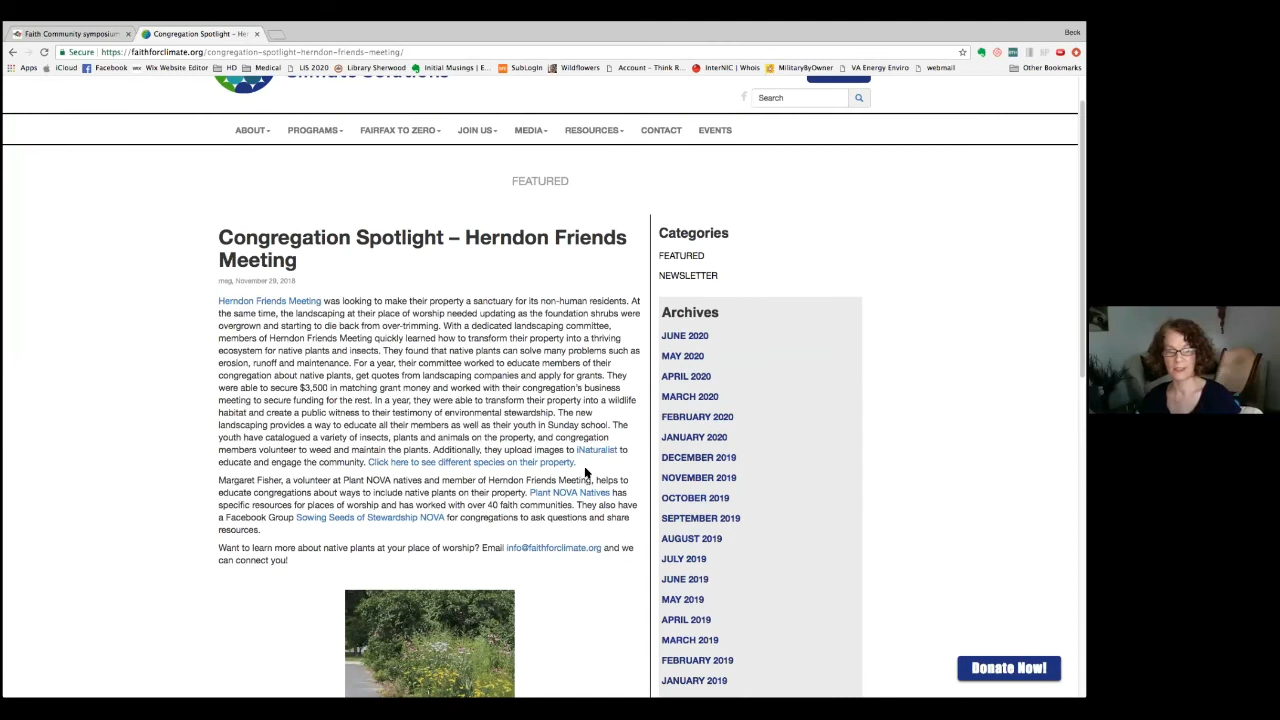 Faith Community symposium
Congregation Spotlight – Her
Beck
Secure
https://faithforclimate.org/congregation-spotlight-herndon-friends-meeting/
Apps
iCloud
Facebook
Wix Website Editor
HD
Medical
LIS 2020
Library Sherwood
Initial Musings | E...
SubLogin
Wildflowers
Account – Think R...
InterNIC | Whois
MilitaryByOwner
VA Energy Enviro
webmail
Other Bookmarks
Climate Solutions
Search
ABOUT
PROGRAMS
FAIRFAX TO ZERO
JOIN US
MEDIA
RESOURCES
CONTACT
EVENTS
FEATURED
Congregation Spotlight – Herndon Friends
Meeting
meg, November 29, 2018
Herndon Friends Meeting was looking to make their property a sanctuary for its non-human residents. At
the same time, the landscaping at their place of worship needed updating as the foundation shrubs were
overgrown and starting to die back from over-trimming. With a dedicated landscaping committee,
members of Herndon Friends Meeting quickly learned how to transform their property into a thriving
ecosystem for native plants and insects. They found that native plants can solve many problems such as
erosion, runoff and maintenance. For a year, their committee worked to educate members of their
congregation about native plants, get quotes from landscaping companies and apply for grants. They
were able to secure $3,500 in matching grant money and worked with their congregation's business
meeting to secure funding for the rest. In a year, they were able to transform their property into a wildlife
habitat and create a public witness to their testimony of environmental stewardship. The new
landscaping provides a way to educate all their members as well as their youth in Sunday school. The
youth have catalogued a variety of insects, plants and animals on the property, and congregation
members volunteer to weed and maintain the plants. Additionally, they upload images to iNaturalist to
educate and engage the community. Click here to see different species on their property.
Margaret Fisher, a volunteer at Plant NOVA natives and member of Herndon Friends Meeting, helps to
educate congregations about ways to include native plants on their property. Plant NOVA Natives has
specific resources for places of worship and has worked with over 40 faith communities. They also have
a Facebook Group Sowing Seeds of Stewardship NOVA for congregations to ask questions and share
resources.
Want to learn more about native plants at your place of worship? Email info@faithforclimate.org and we
can connect you!
Categories
FEATURED
NEWSLETTER
Archives
JUNE 2020
MAY 2020
APRIL 2020
MARCH 2020
FEBRUARY 2020
JANUARY 2020
DECEMBER 2019
NOVEMBER 2019
OCTOBER 2019
SEPTEMBER 2019
AUGUST 2019
JULY 2019
JUNE 2019
MAY 2019
APRIL 2019
MARCH 2019
FEBRUARY 2019
JANUARY 2019
Donate Now!